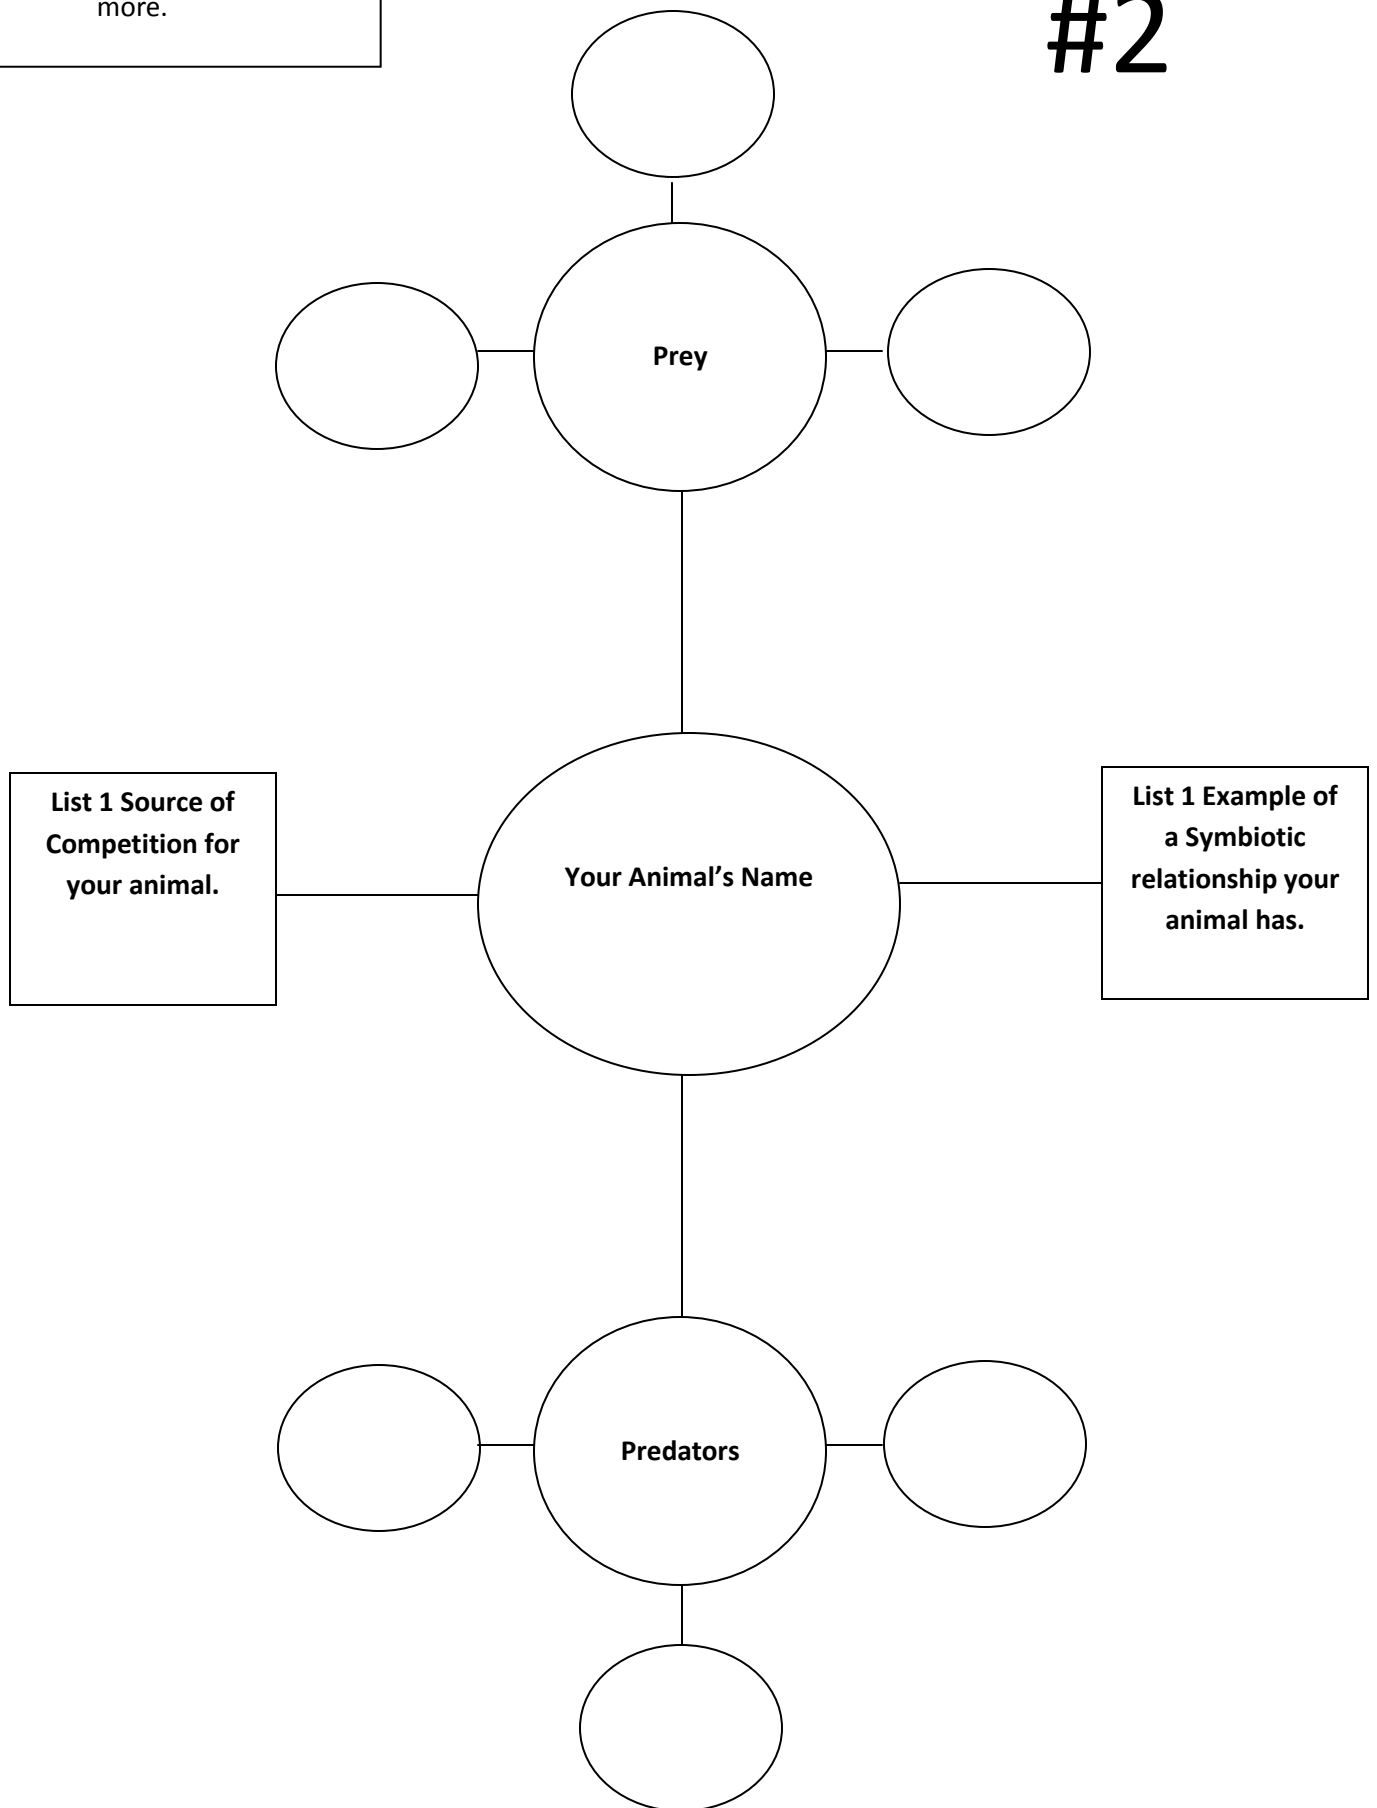 more.
#2
Prey
List 1 Source of
Competition for
your animal.
Your Animal’s Name
List 1 Example of
a Symbiotic
relationship your
animal has.
Predators